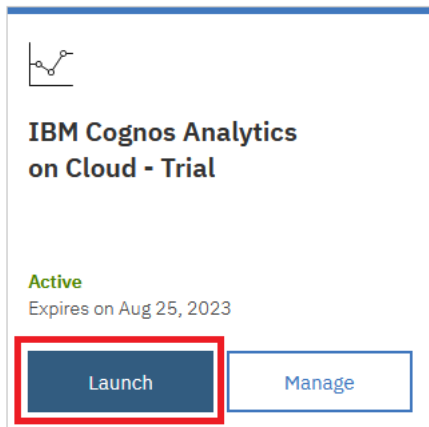 IBM Cognos Analytics
on Cloud - Trial
Active
Expires on Aug 25, 2023
Launch
Manage